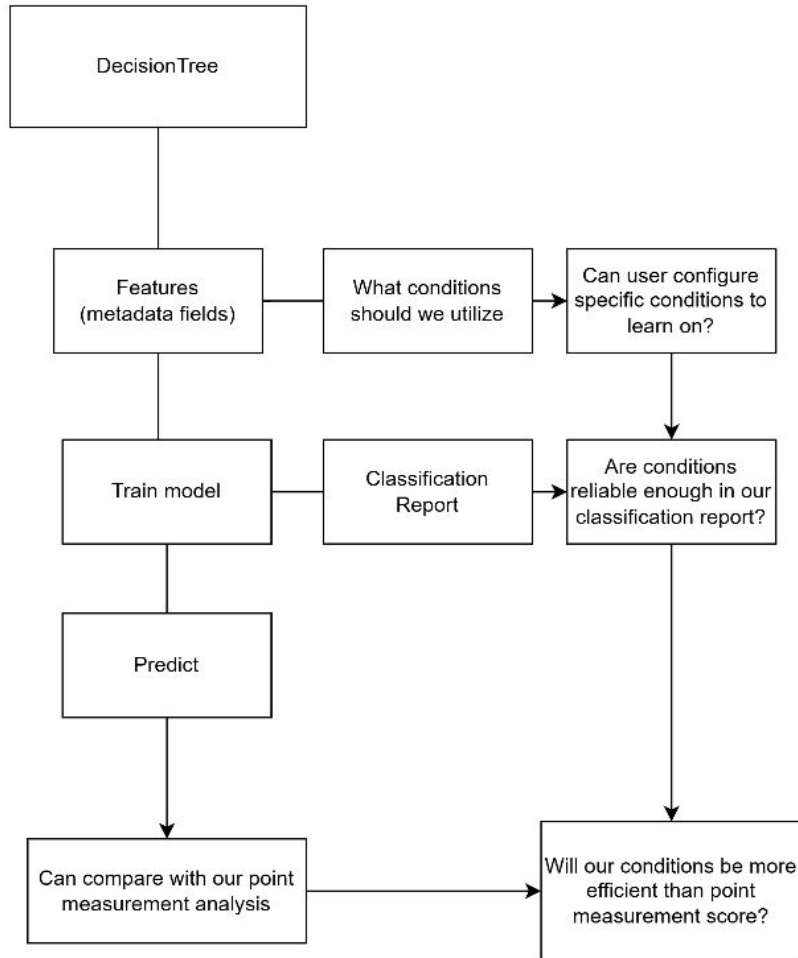 DecisionTree
Features
(metadata fields)
What conditions
should we utilize
Can user configure
specific conditions to
learn on?
Train model
Classification
Report
Are conditions
reliable enough in our
classification report?
Predict
Can compare with our point
measurement analysis
Will our conditions be more
efficient than point
measurement score?